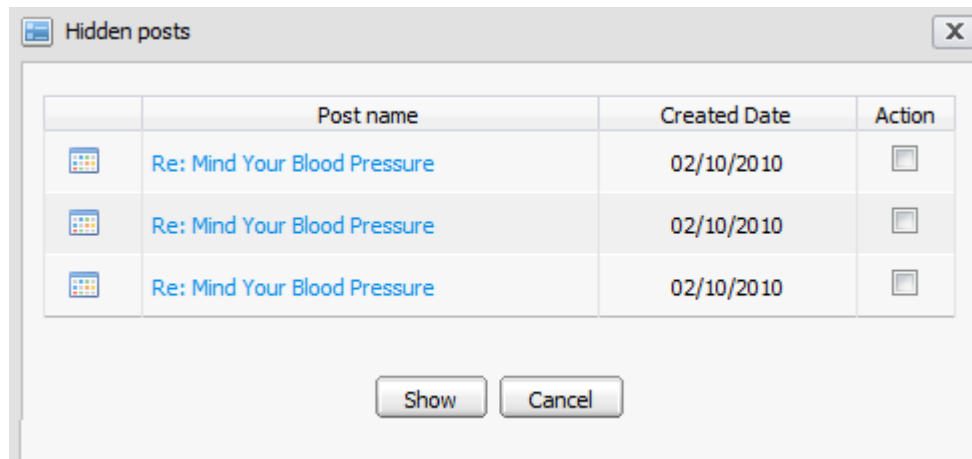 Hidden posts
Post name Created Date Action
Re: Mind Your Blood Pressure 02/10/2010
Re: Mind Your Blood Pressure 02/10/2010
Re: Mind Your Blood Pressure 02/10/2010
Show Cancel